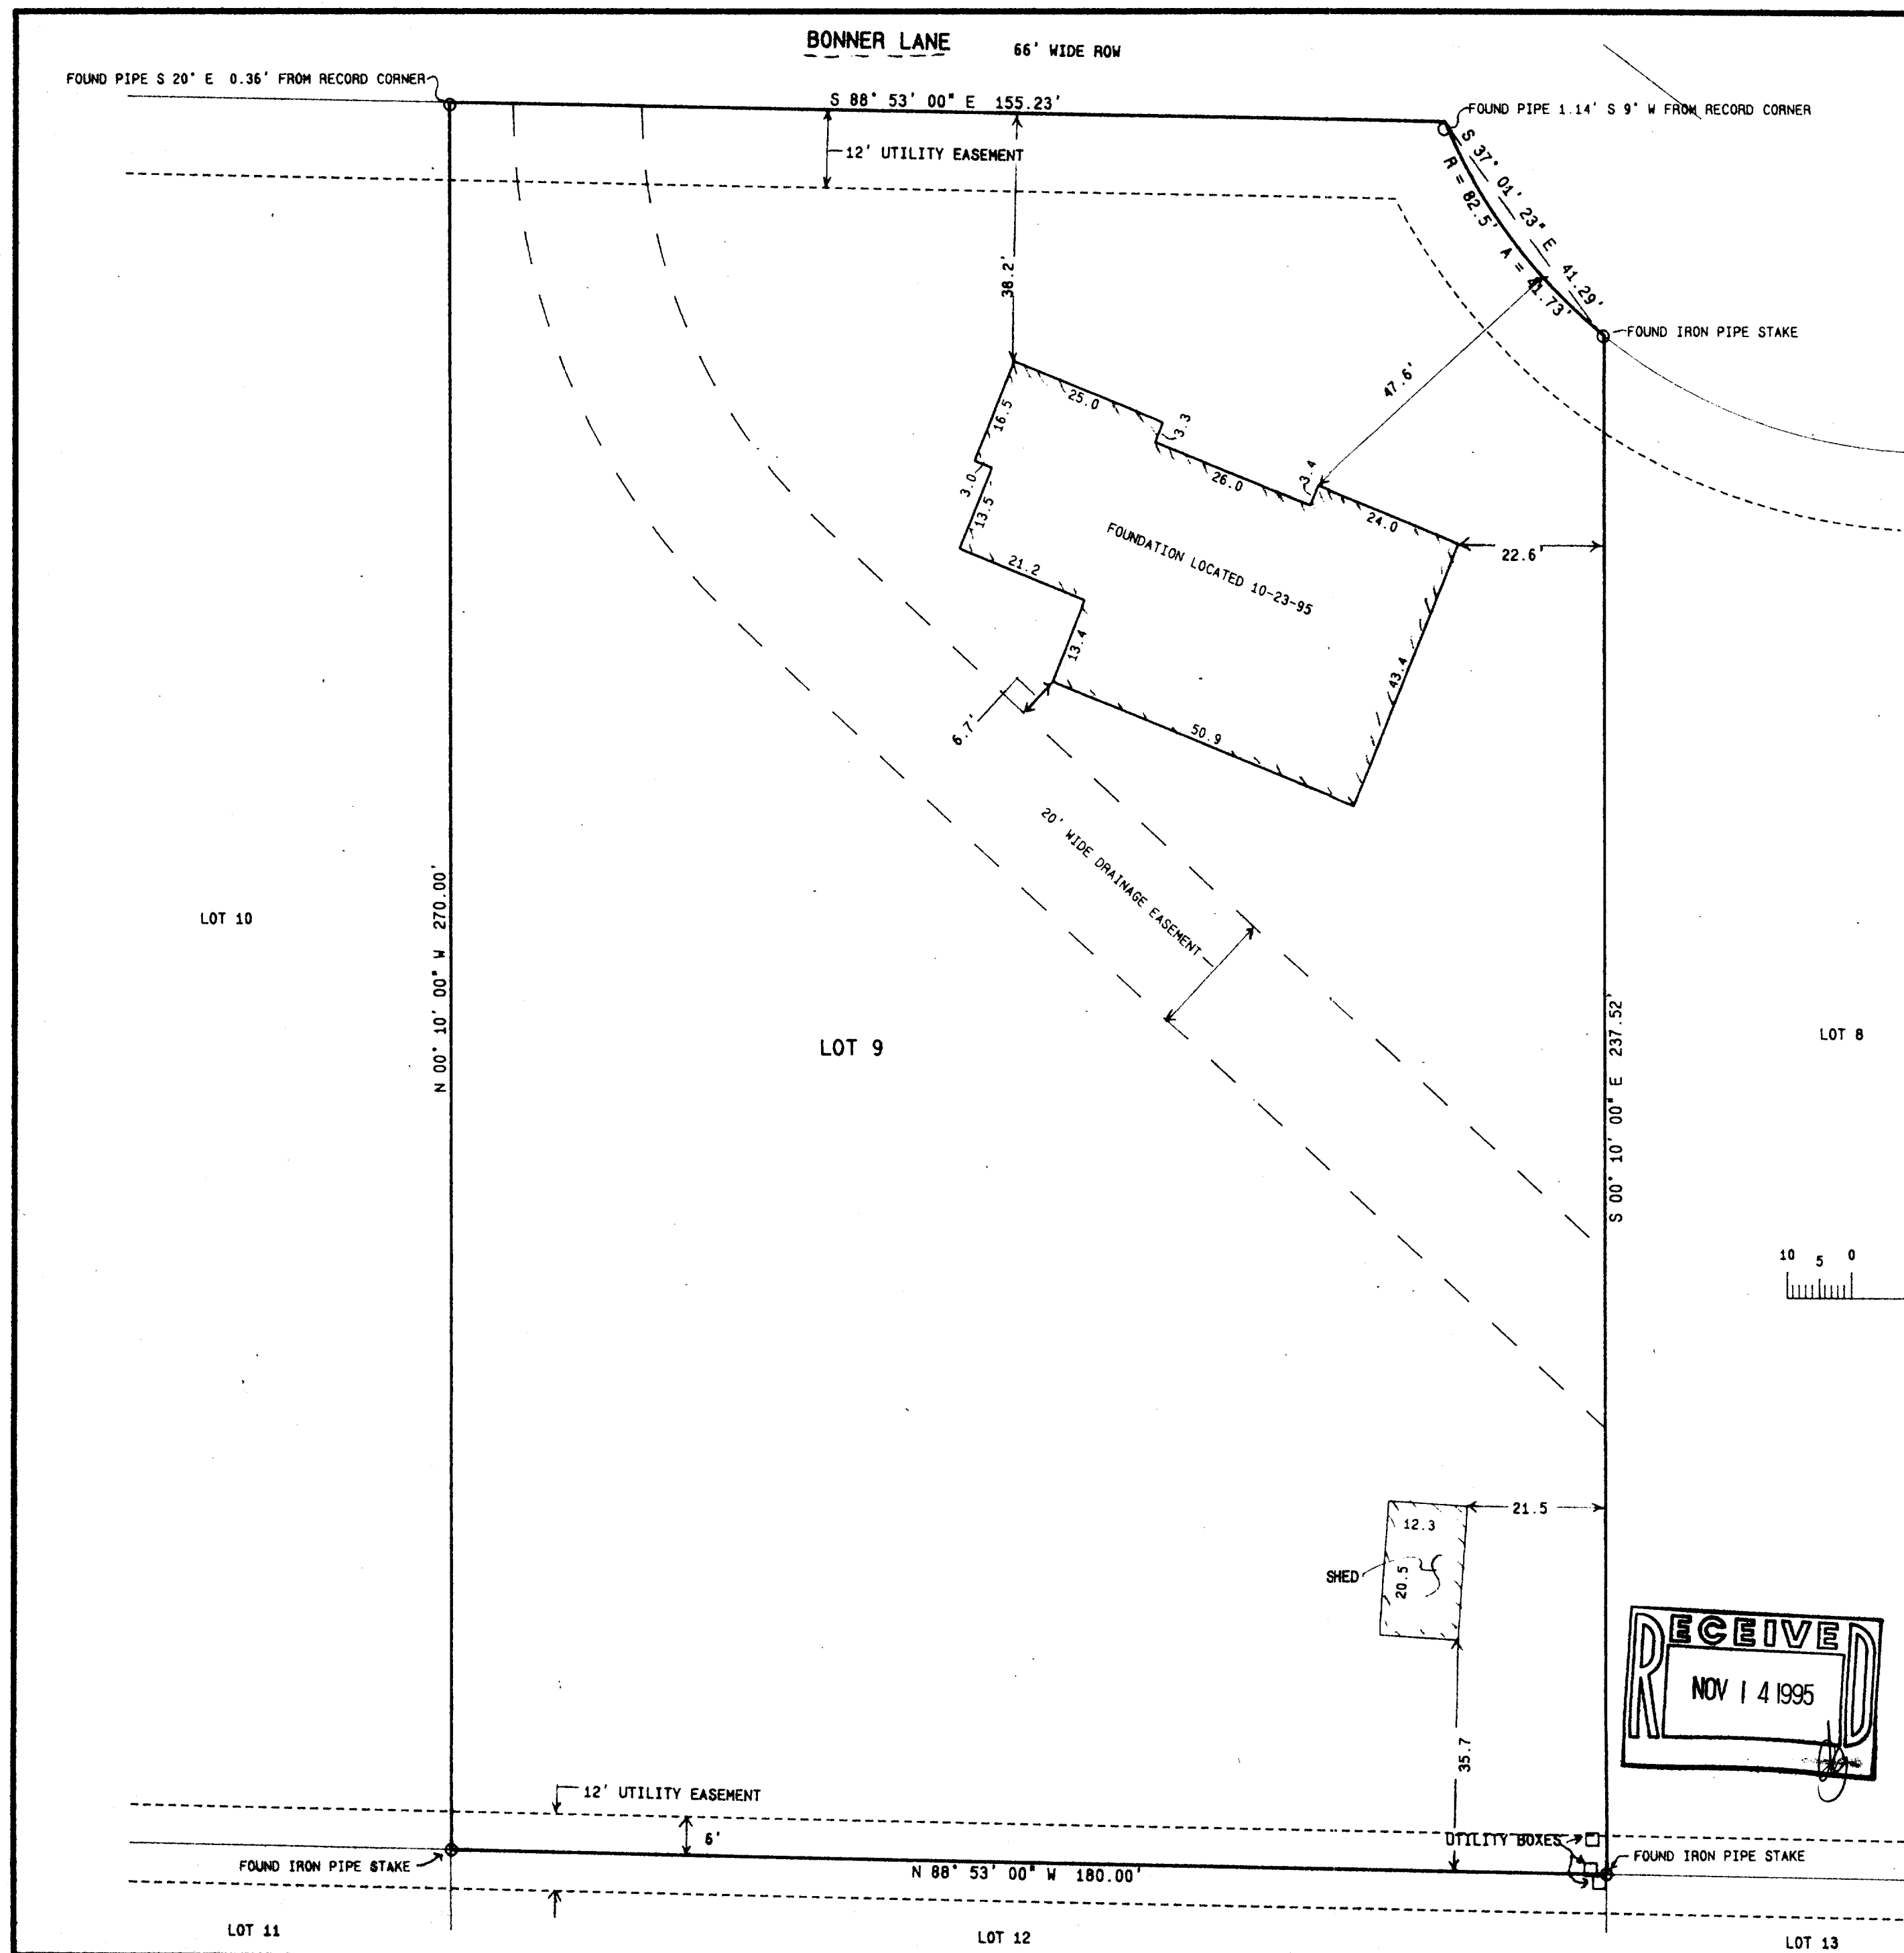 BONNER LANE 66' WIDE ROW
FOUND PIPE S 20° E 0.36' FROM RECORD CORNER
S 88° 53' 00" E 155.23'
FOUND PIPE 1.14' S 9° W FROM RECORD CORNER
12' UTILITY EASEMENT
S 37° 01' 23" E 41.29'
R = 82.5' A = 41.73'
38.2'
FOUND IRON PIPE STAKE
47.6'
25.0
3.3
16.5
26.0
3.4
24.0
3.0
13.5
22.6'
FOUNDATION LOCATED 10-23-95
21.2
13.4
43.4
6.7'
50.9
20' WIDE DRAINAGE EASEMENT
LOT 10
N 00° 10' 00" W 270.00'
LOT 9
S 00° 10' 00" E 237.52'
LOT 8
10 5 0
21.5
12.3
SHED
20.5
RECEIVED
NOV 14 1995
35.7
12' UTILITY EASEMENT
6'
UTILITY BOXES
FOUND IRON PIPE STAKE
N 88° 53' 00" W 180.00'
FOUND IRON PIPE STAKE
LOT 11
LOT 12
LOT 13